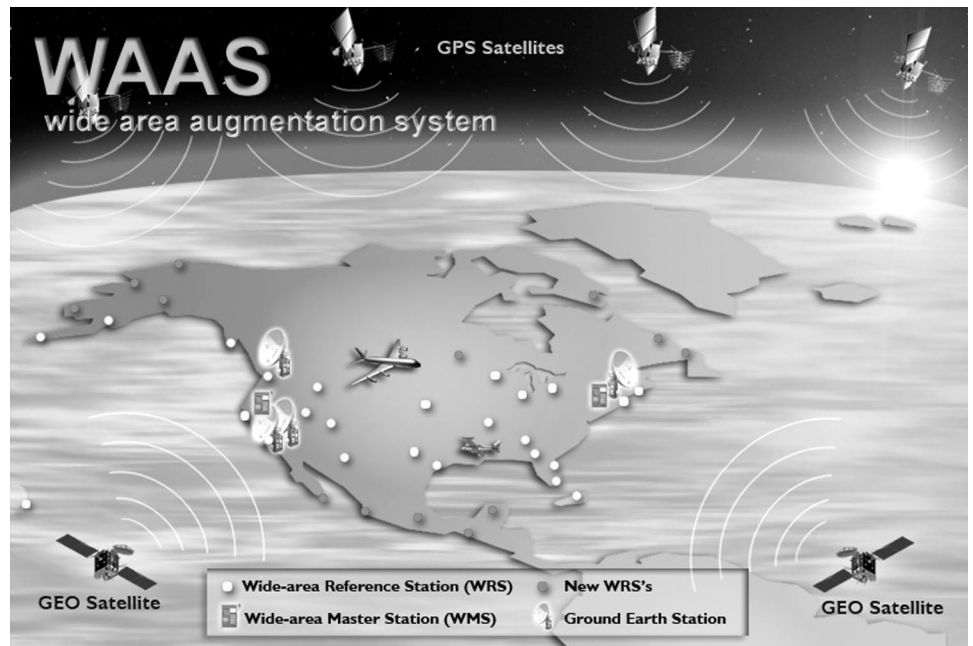 WAAS
wide area augmentation system
GPS Satellites
GEO Satellite
GEO Satellite
Wide-area Reference Station (WRS)
New WRS's
Wide-area Master Station (WMS)
Ground Earth Station